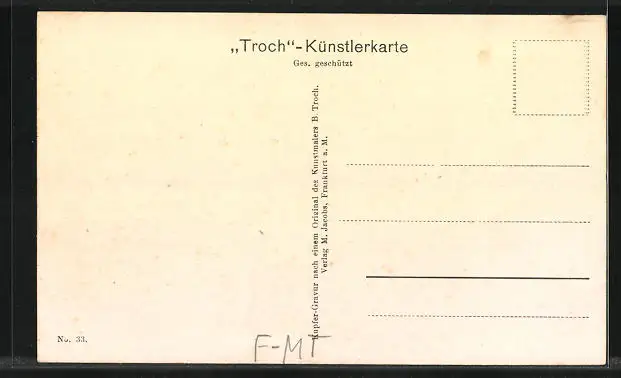 „Troch“-Künstlerkarte
Ges. geschützt
Kupfer-Gravur nach einem Original des Kunstmalers B. Troch.
Verlag M. Jacobs, Frankfurt a. M.
No. 33.
F-MT